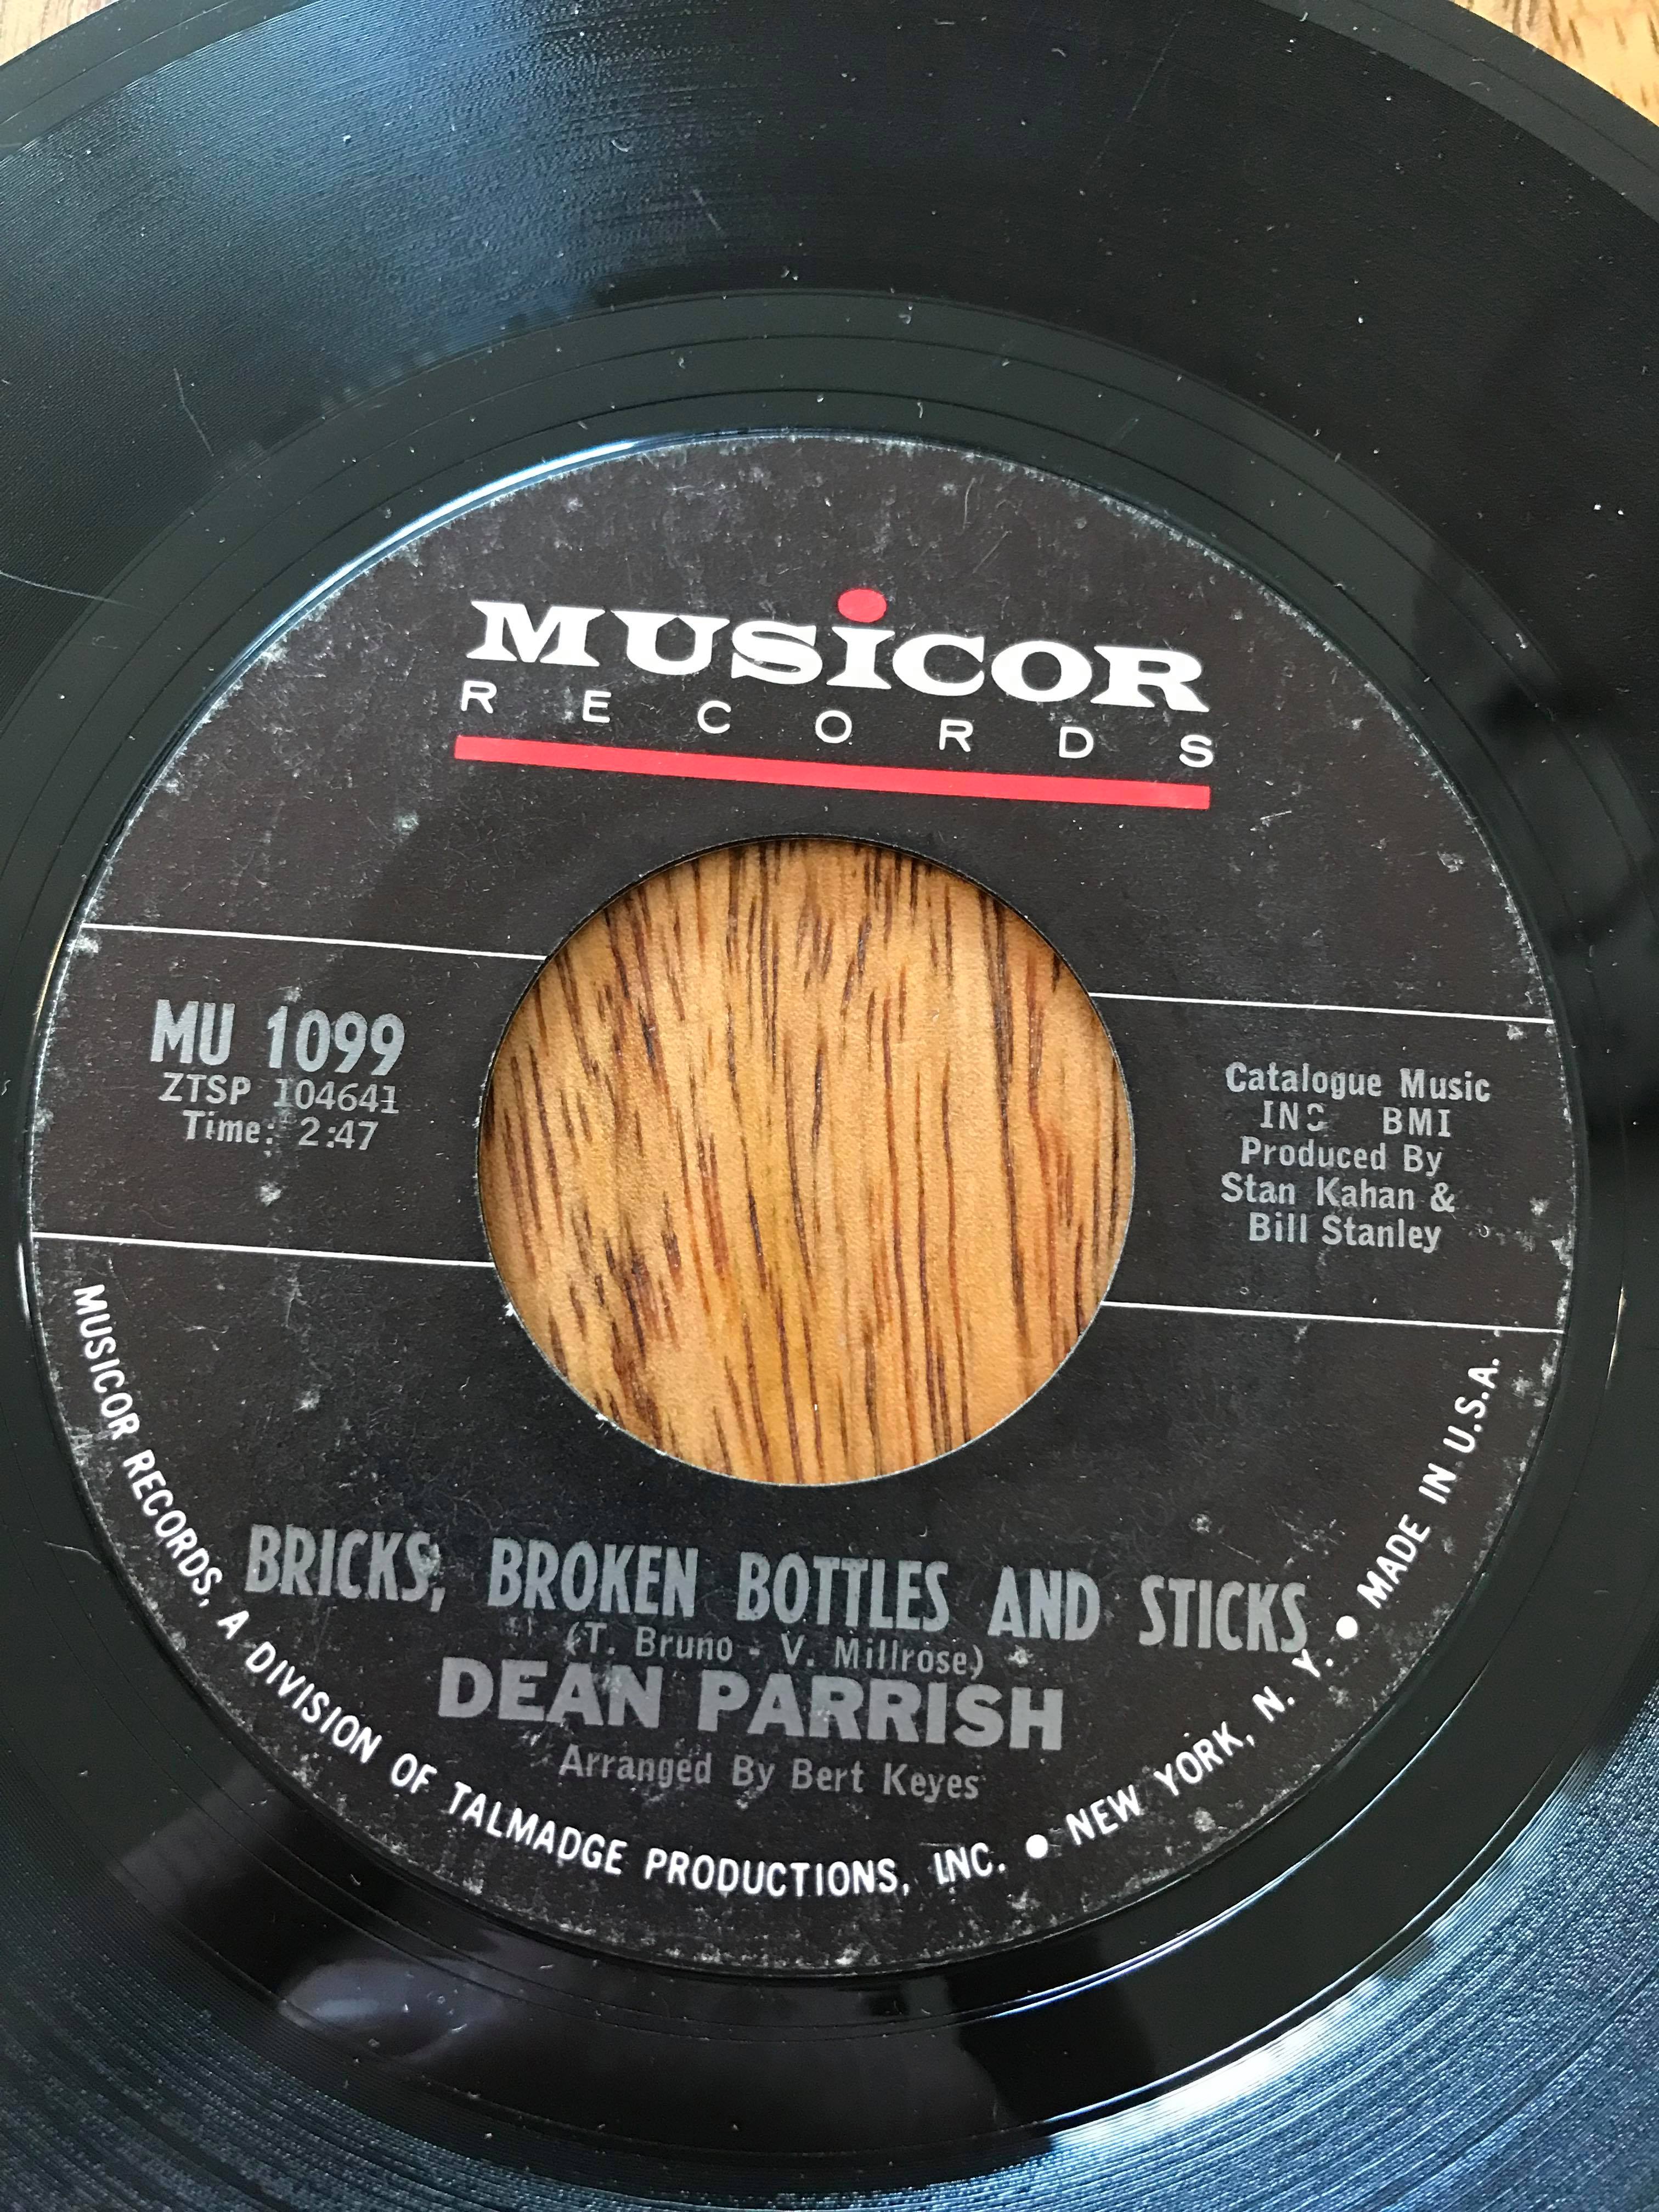 MUSiCOR
RECORDS
MU 1099
ZTSP 104641
Time: 2:47
Catalogue Music
INC BMI
Produced By
Stan Kahan &
Bill Stanley
BRICKS, BROKEN BOTTLES AND STICKS
(T. Bruno - V. Millrose)
DEAN PARRISH
Arranged By Bert Keyes
MUSICOR RECORDS, A DIVISION OF TALMADGE PRODUCTIONS, INC. • NEW YORK, N. Y. • MADE IN U.S.A.